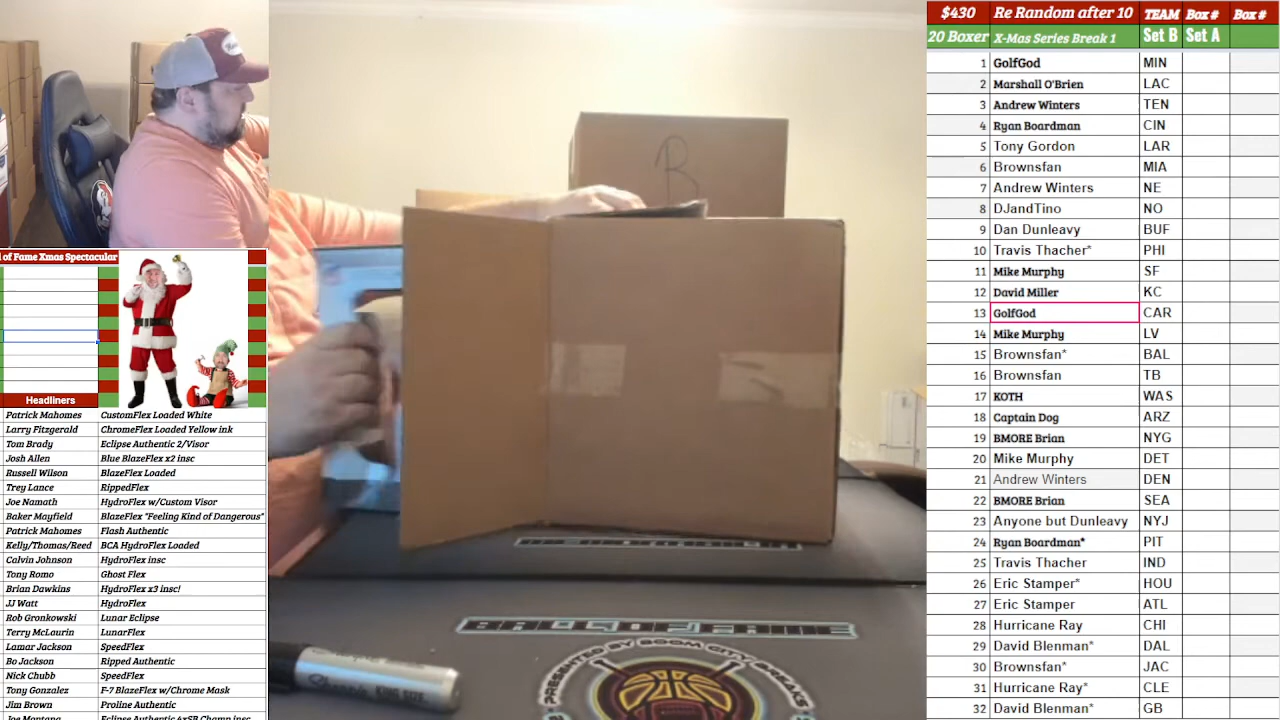 $430 Re Random after 10 TEAM Box # Box #
20 Boxer X-Mas Series Break 1 Set B Set A
1 GolfGod MIN
2 Marshall O'Brien LAC
3 Andrew Winters TEN
4 Ryan Boardman CIN
5 Tony Gordon LAR
6 Brownsfan MIA
7 Andrew Winters NE
8 DJandTino NO
9 Dan Dunleavy BUF
10 Travis Thacher* PHI
11 Mike Murphy SF
12 David Miller KC
13 GolfGod CAR
14 Mike Murphy LV
15 Brownsfan* BAL
16 Brownsfan TB
17 KOTH WAS
18 Captain Dog ARZ
19 BMORE Brian NYG
20 Mike Murphy DET
21 Andrew Winters DEN
22 BMORE Brian SEA
23 Anyone but Dunleavy NYJ
24 Ryan Boardman* PIT
25 Travis Thacher IND
26 Eric Stamper* HOU
27 Eric Stamper ATL
28 Hurricane Ray CHI
29 David Blenman* DAL
30 Brownsfan* JAC
31 Hurricane Ray* CLE
32 David Blenman* GB
of Fame Xmas Spectacular
Headliners
Patrick Mahomes CustomFlex Loaded White
Larry Fitzgerald ChromeFlex Loaded Yellow ink
Tom Brady Eclipse Authentic 2/Visor
Josh Allen Blue BlazeFlex x2 insc
Russell Wilson BlazeFlex Loaded
Trey Lance RippedFlex
Joe Namath HydroFlex w/Custom Visor
Baker Mayfield BlazeFlex "Feeling Kind of Dangerous"
Patrick Mahomes Flash Authentic
Kelly/Thomas/Reed BCA HydroFlex Loaded
Calvin Johnson HydroFlex insc
Tony Romo Ghost Flex
Brian Dawkins HydroFlex x3 insc!
JJ Watt HydroFlex
Rob Gronkowski Lunar Eclipse
Terry McLaurin LunarFlex
Lamar Jackson SpeedFlex
Bo Jackson Ripped Authentic
Nick Chubb SpeedFlex
Tony Gonzalez F-7 BlazeFlex w/Chrome Mask
Jim Brown Proline Authentic
Joe Montana Eclipse Authentic 4xSB Champ insc
B
PRESENTED BY BOOM CITY BREAKS